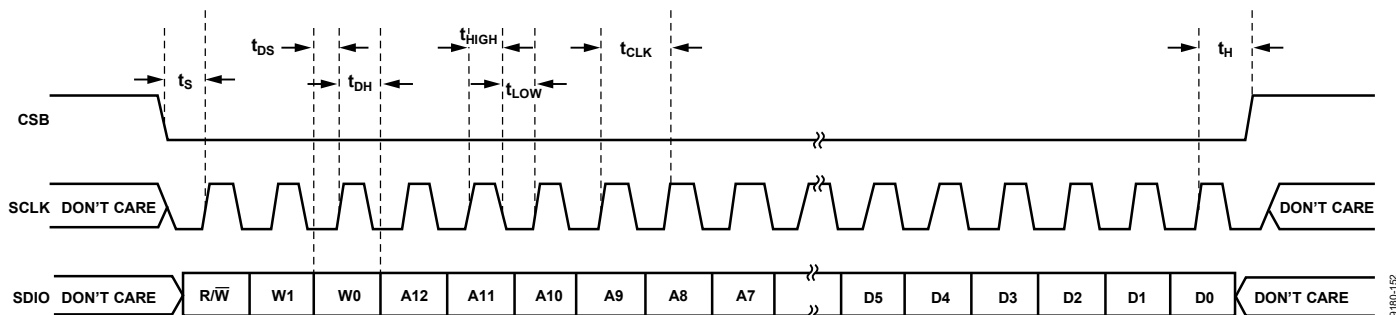 tDS
tHIGH
tCLK
tH
tS
tDH
tLOW
CSB
SCLK DON'T CARE
DON'T CARE
SDIO DON'T CARE R/W̅ W1 W0 A12 A11 A10 A9 A8 A7 D5 D4 D3 D2 D1 D0 DON'T CARE